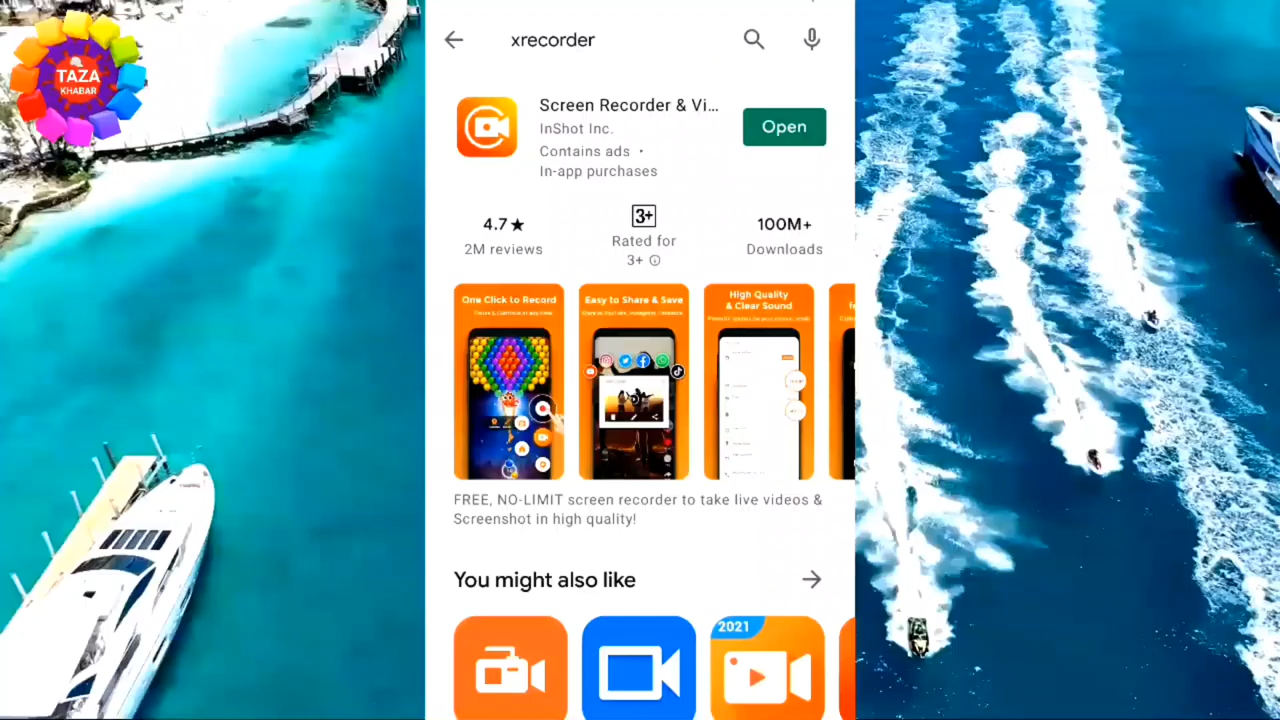 TAZA
KHABAR
xrecorder
Screen Recorder & Vi...
InShot Inc.
Contains ads •
In-app purchases
Open
4.7★
2M reviews
3+
Rated for
3+
100M+
Downloads
One Click to Record
Easy to Share & Save
High Quality
& Clear Sound
FREE, NO-LIMIT screen recorder to take live videos &
Screenshot in high quality!
You might also like
2021